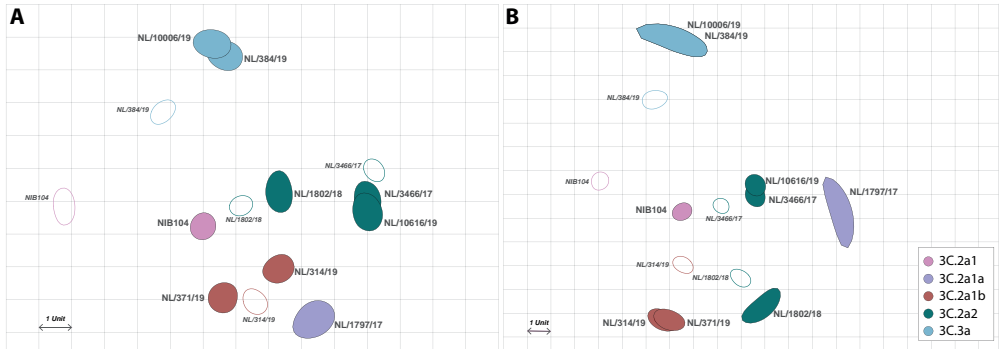 A
NL/10006/19
NL/384/19
NL/384/19
NL/3466/17
NIB104
NL/1802/18
NL/3466/17
NL/1802/18
NL/10616/19
NIB104
NL/314/19
NL/371/19
NL/314/19
NL/1797/17
1 Unit
B
NL/10006/19
NL/384/19
NL/384/19
NIB104
NL/10616/19
NL/1797/17
NL/3466/17
NIB104
NL/3466/17
NL/314/19
NL/1802/18
NL/314/19
NL/371/19
NL/1802/18
1 Unit
3C.2a1
3C.2a1a
3C.2a1b
3C.2a2
3C.3a